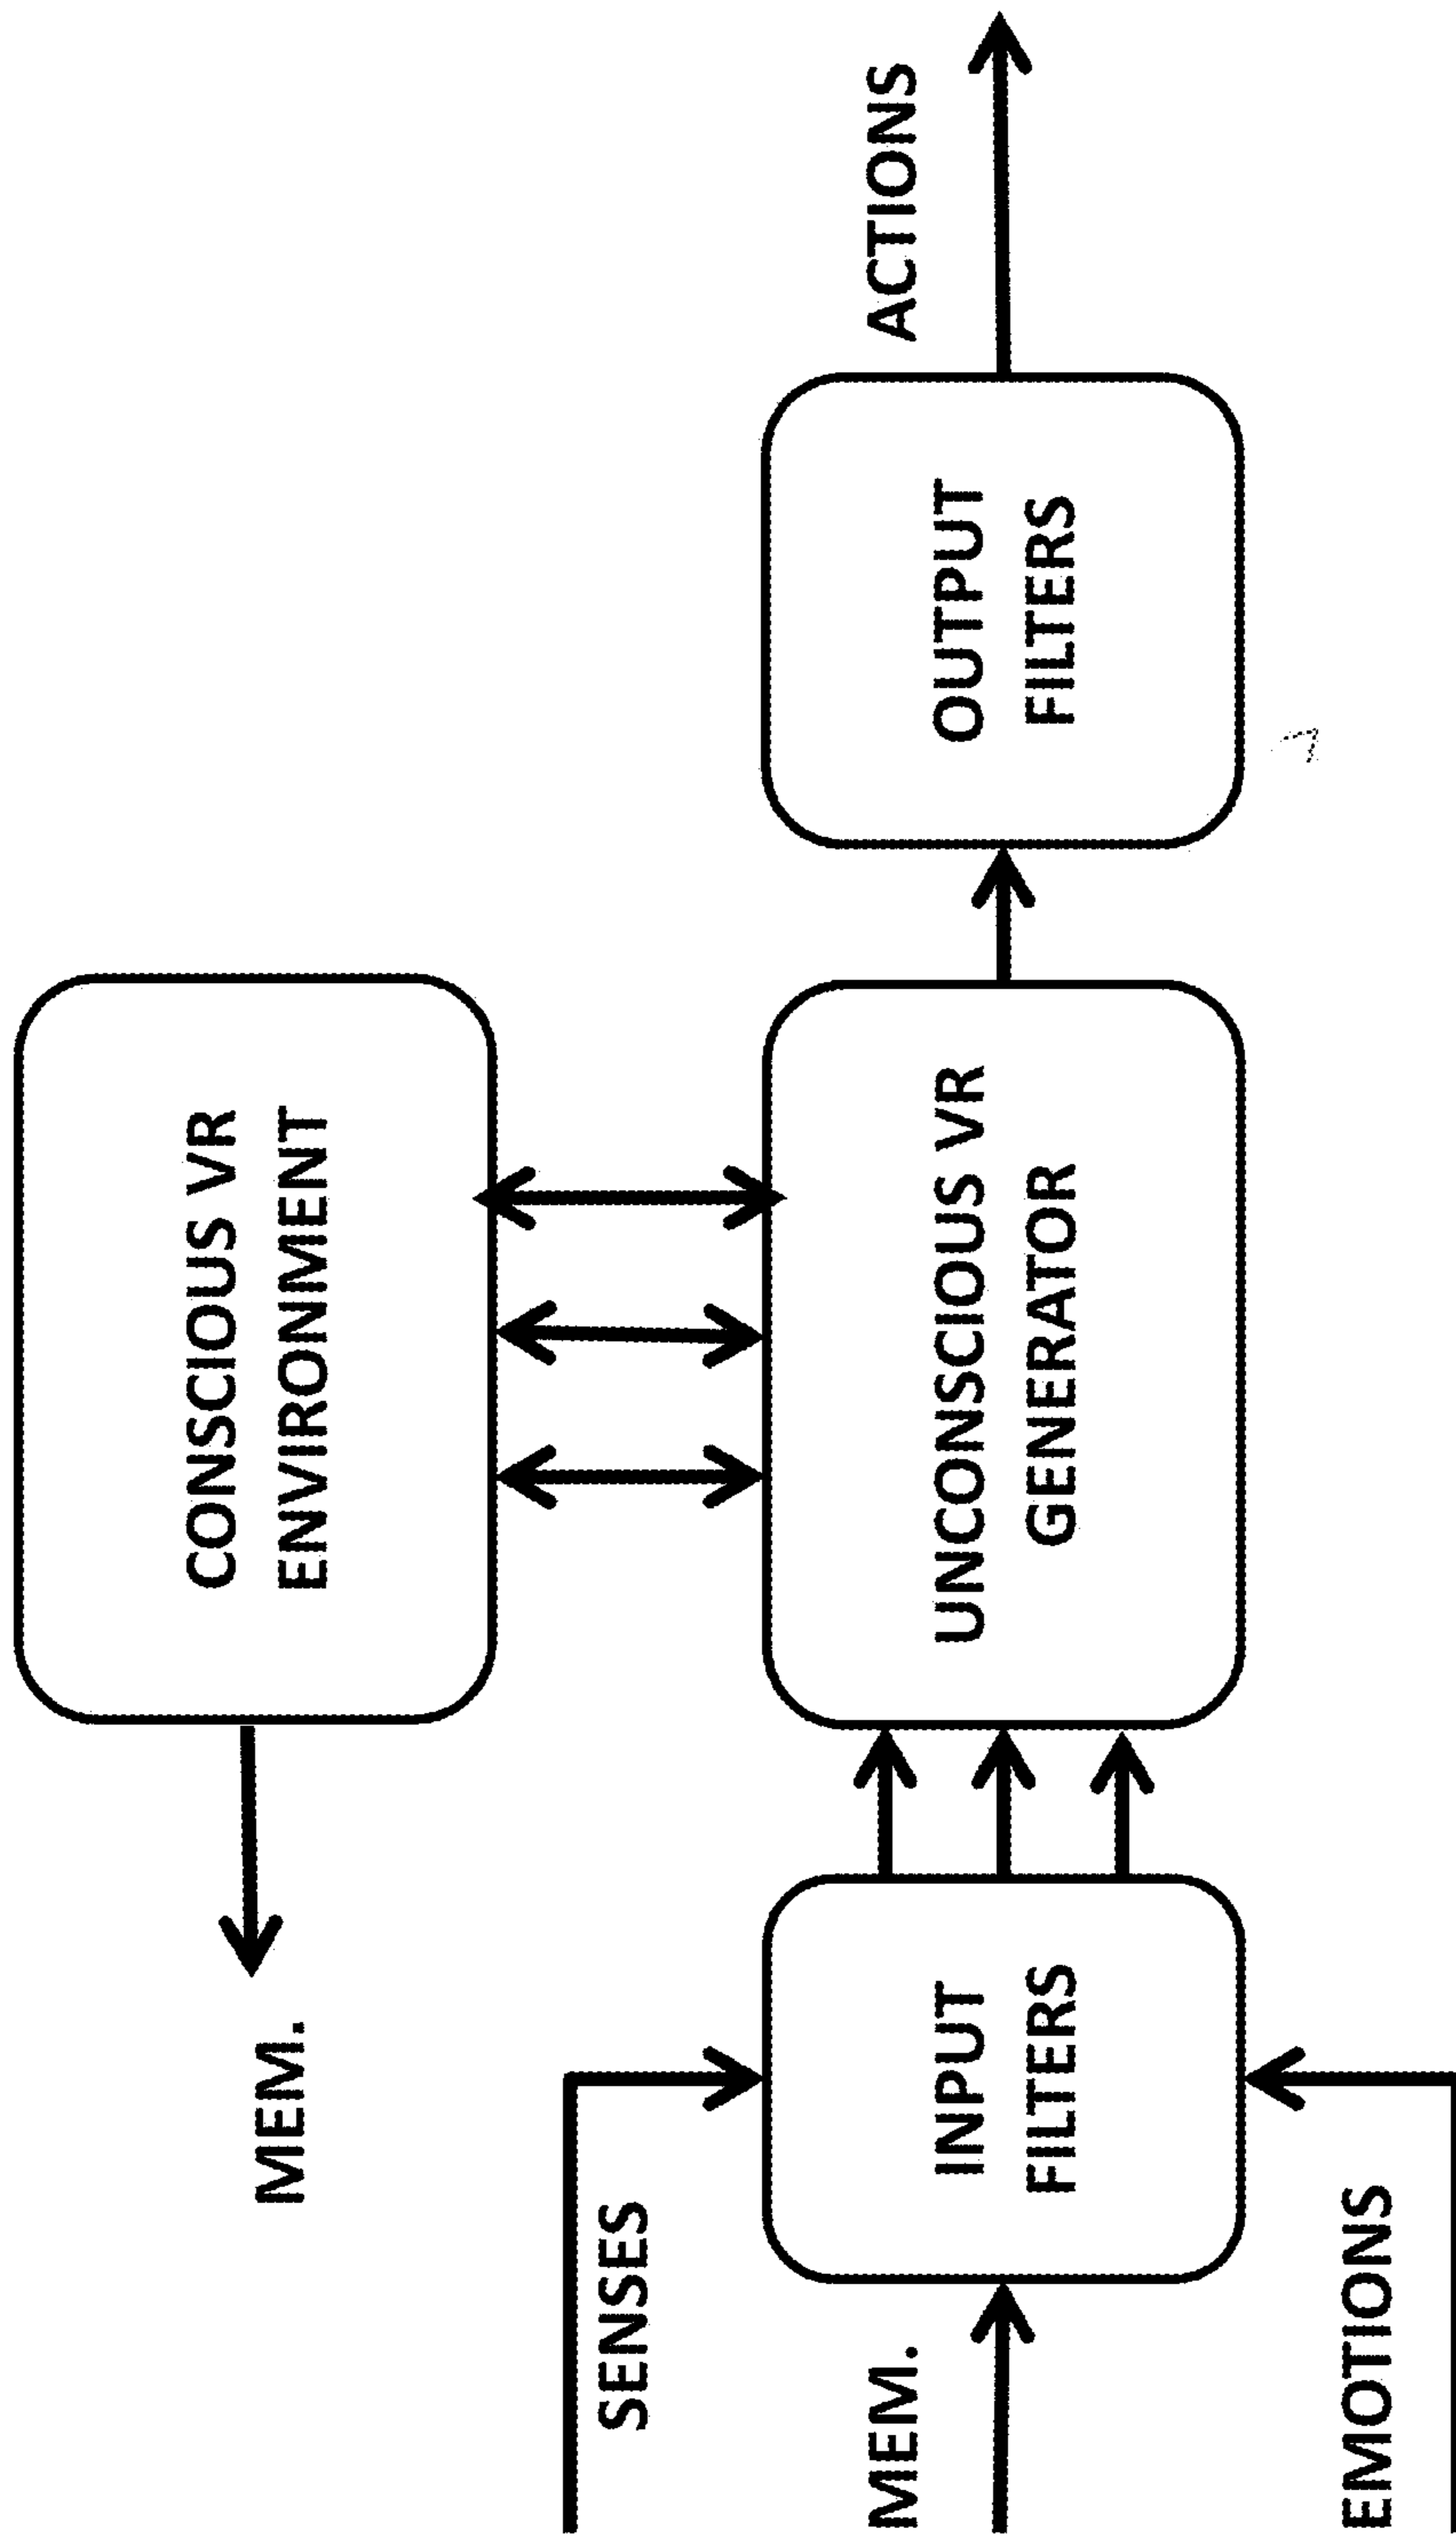 CONSCIOUS VR
ENVIRONMENT
MEM.
SENSES
MEM.
EMOTIONS
INPUT
FILTERS
UNCONSCIOUS VR
GENERATOR
OUTPUT
FILTERS
ACTIONS